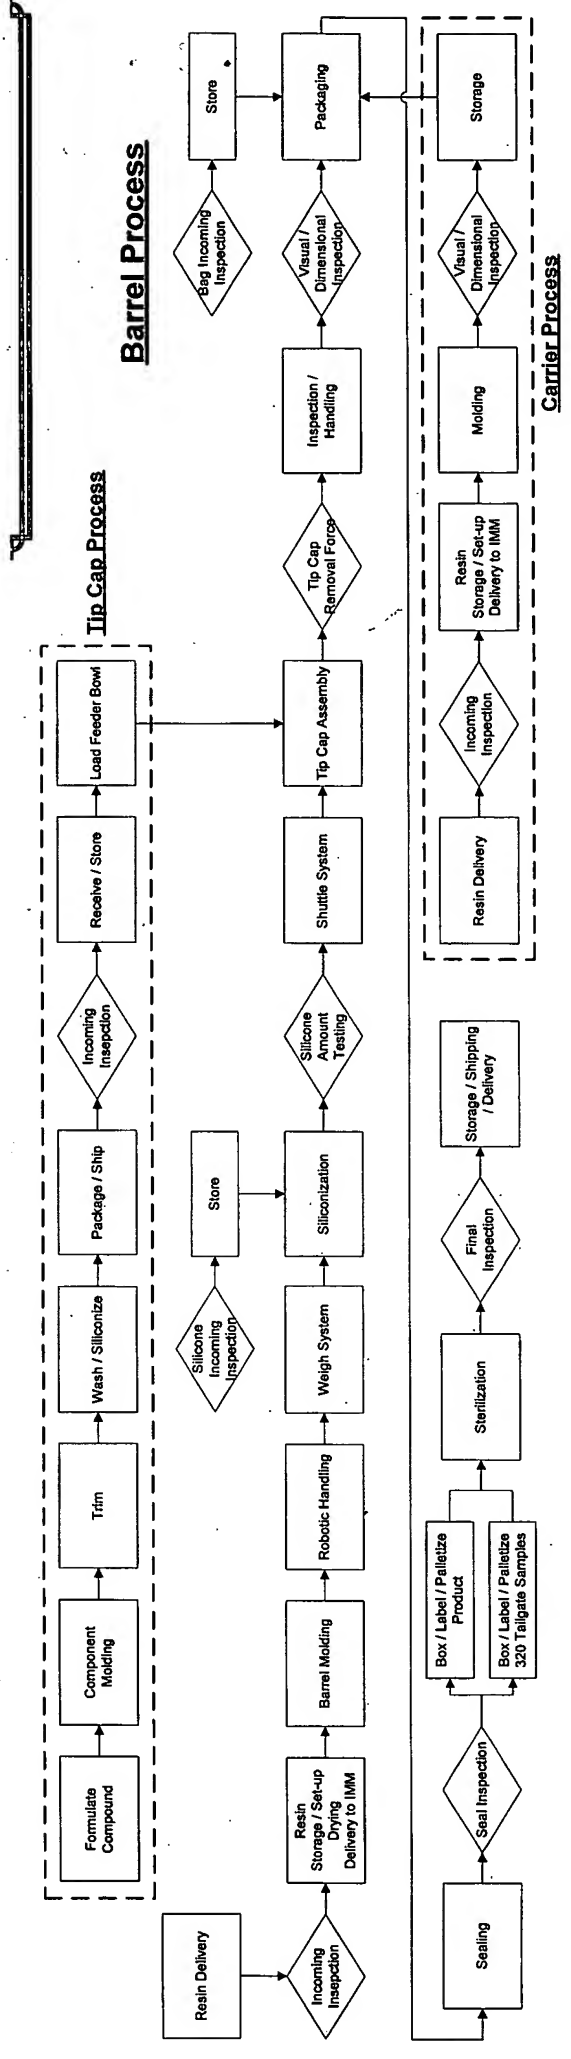 Barrel Process
Tip Cap Process
Formulate
Compound
Component
Molding
Trim
Wash / Siliconize
Package / Ship
Incoming
Insepction
Receive / Store
Load Feeder Bowl
Resin Delivery
Incoming
Insepction
Resin
Storage / Set-up
Drying
Delivery to IMM
Barrel Molding
Robotic Handling
Weigh System
Silicone
Incoming
Inspection
Store
Siliconization
Silicone
Amount
Testing
Shuttle System
Tip Cap Assembly
Tip Cap
Removal Force
Inspection /
Handling
Visual /
Dimensional
Inspection
Bag Incoming
Inspection
Store
Packaging
Sealing
Seal Inspection
Box / Label / Palletize
Product
Box / Label / Palletize
320 Tailgate Samples
Sterilization
Final
Inspection
Storage / Shipping
/ Delivery
Resin Delivery
Incoming
Inspection
Resin
Storage / Set-up
Delivery to IMM
Molding
Visual /
Dimensional
Inspection
Storage
Carrier Process